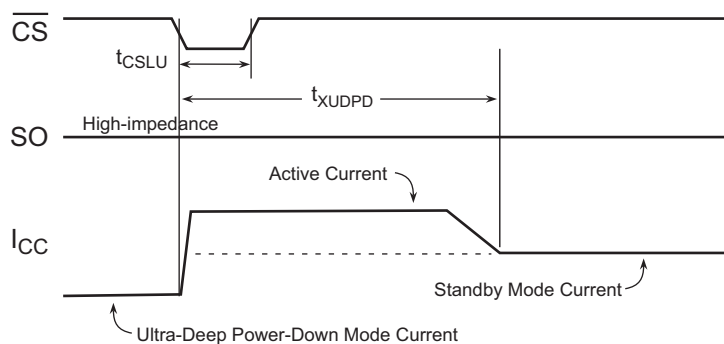 CS
tCSLU
tXUDPD
High-impedance
SO
Active Current
ICC
Standby Mode Current
Ultra-Deep Power-Down Mode Current